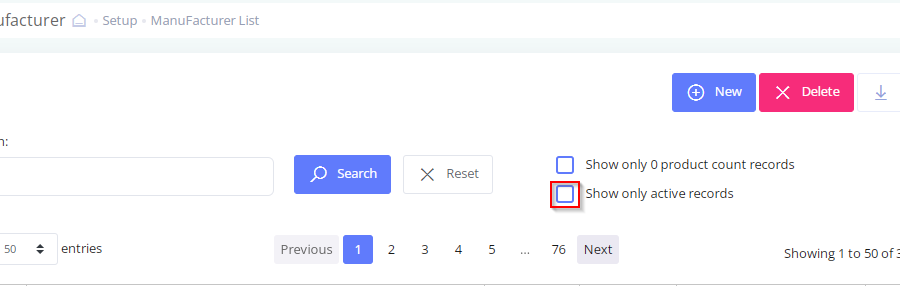 ufacturer Setup ManuFacturer List
New Delete
n:
Search Reset
Show only 0 product count records
Show only active records
50 entries
Previous 1 2 3 4 5 ... 76 Next
Showing 1 to 50 of 3